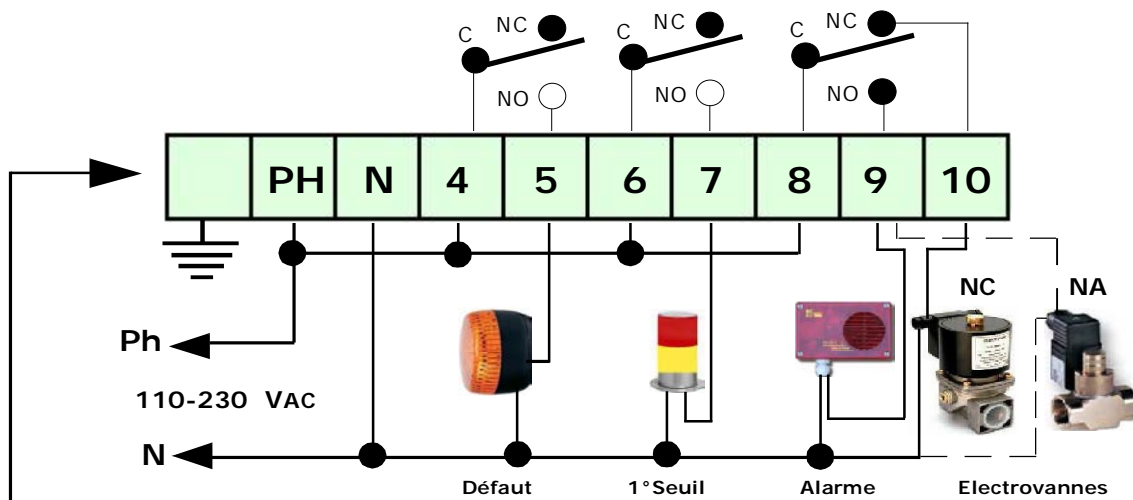 C NC C NC C NC
NO NO NO
PH N 4 5 6 7 8 9 10
NC NA
Ph
110-230 VAC
N
Défaut 1°Seuil Alarme Electrovannes